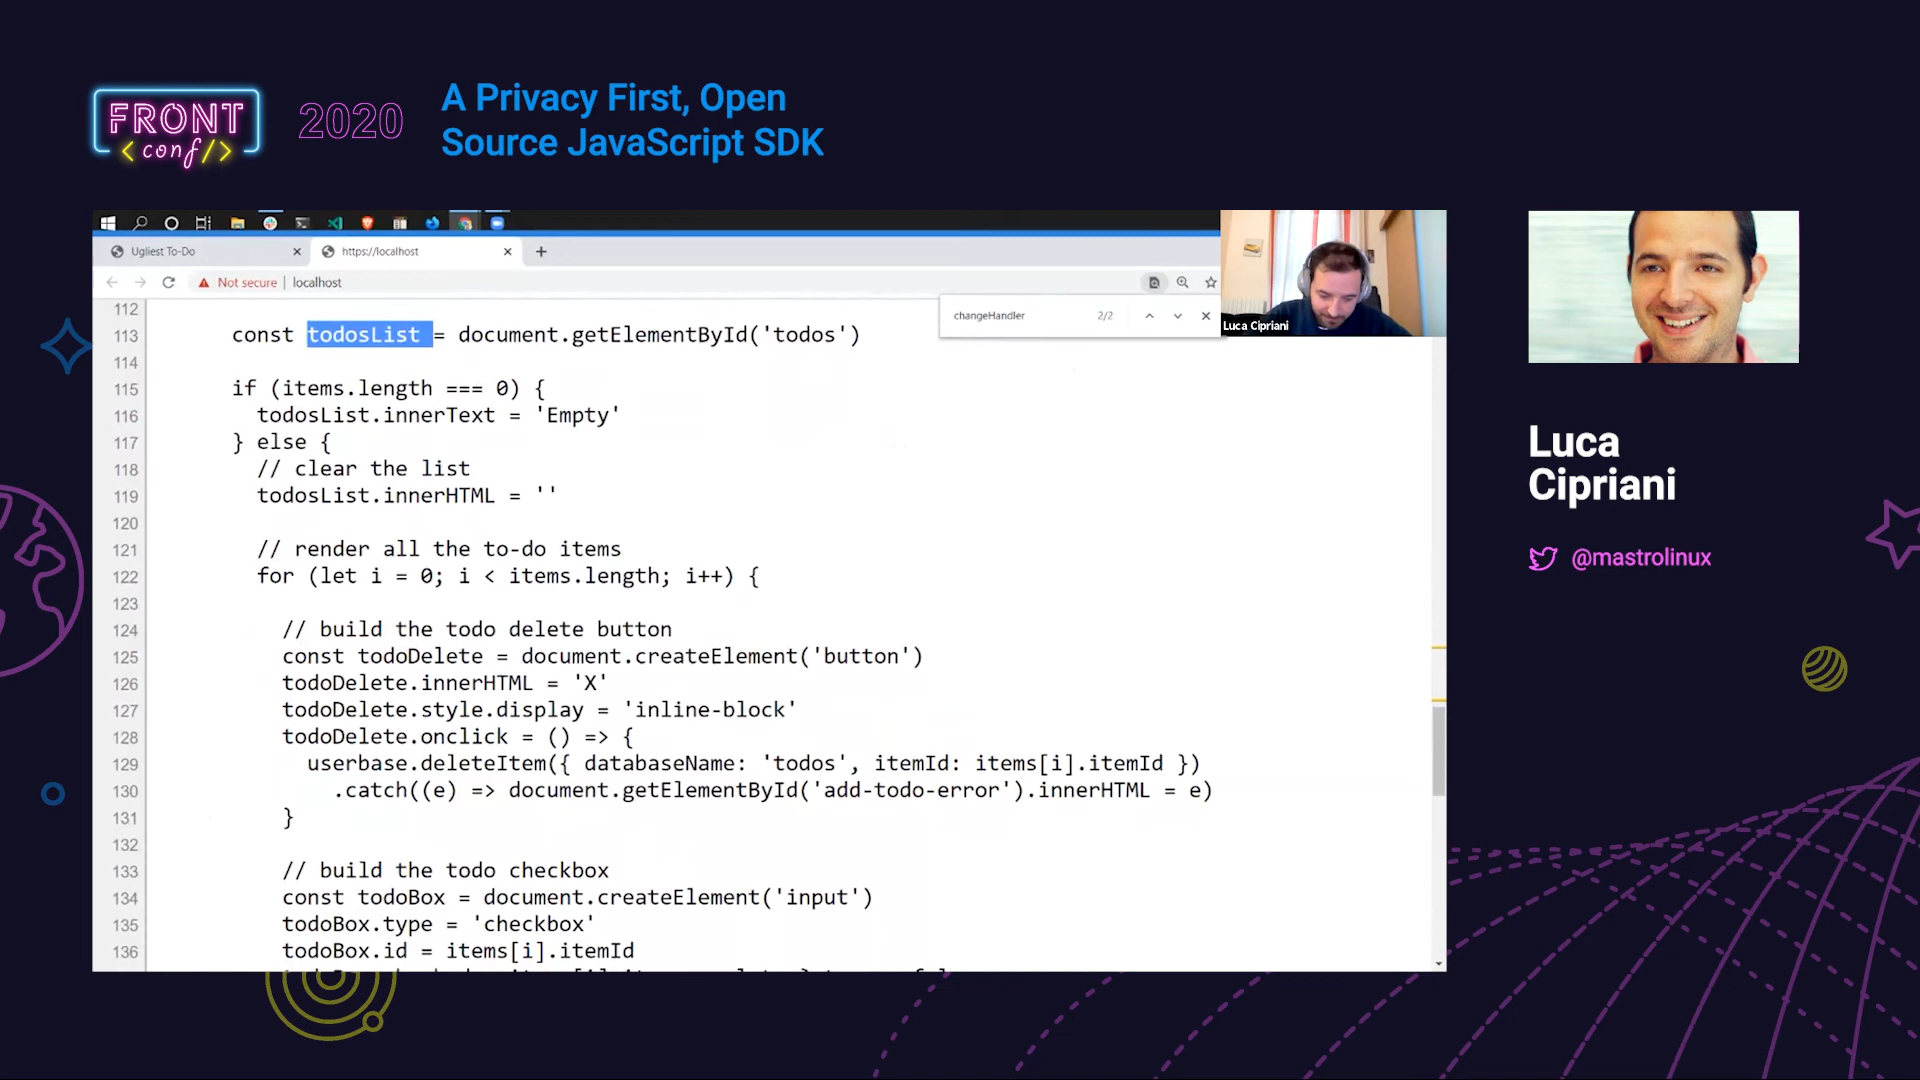 FRONT
<conf/>
2020
A Privacy First, Open
Source JavaScript SDK
Ugliest To-Do
https://localhost
Not secure
localhost
changeHandler
2/2
Luca Cipriani
112
113 const todosList = document.getElementById('todos')
114
115 if (items.length === 0) {
116 todosList.innerText = 'Empty'
117 } else {
118 // clear the list
119 todosList.innerHTML = ''
120
121 // render all the to-do items
122 for (let i = 0; i < items.length; i++) {
123
124 // build the todo delete button
125 const todoDelete = document.createElement('button')
126 todoDelete.innerHTML = 'X'
127 todoDelete.style.display = 'inline-block'
128 todoDelete.onclick = () => {
129 userbase.deleteItem({ databaseName: 'todos', itemId: items[i].itemId })
130 .catch((e) => document.getElementById('add-todo-error').innerHTML = e)
131 }
132
133 // build the todo checkbox
134 const todoBox = document.createElement('input')
135 todoBox.type = 'checkbox'
136 todoBox.id = items[i].itemId
Luca
Cipriani
@mastrolinux